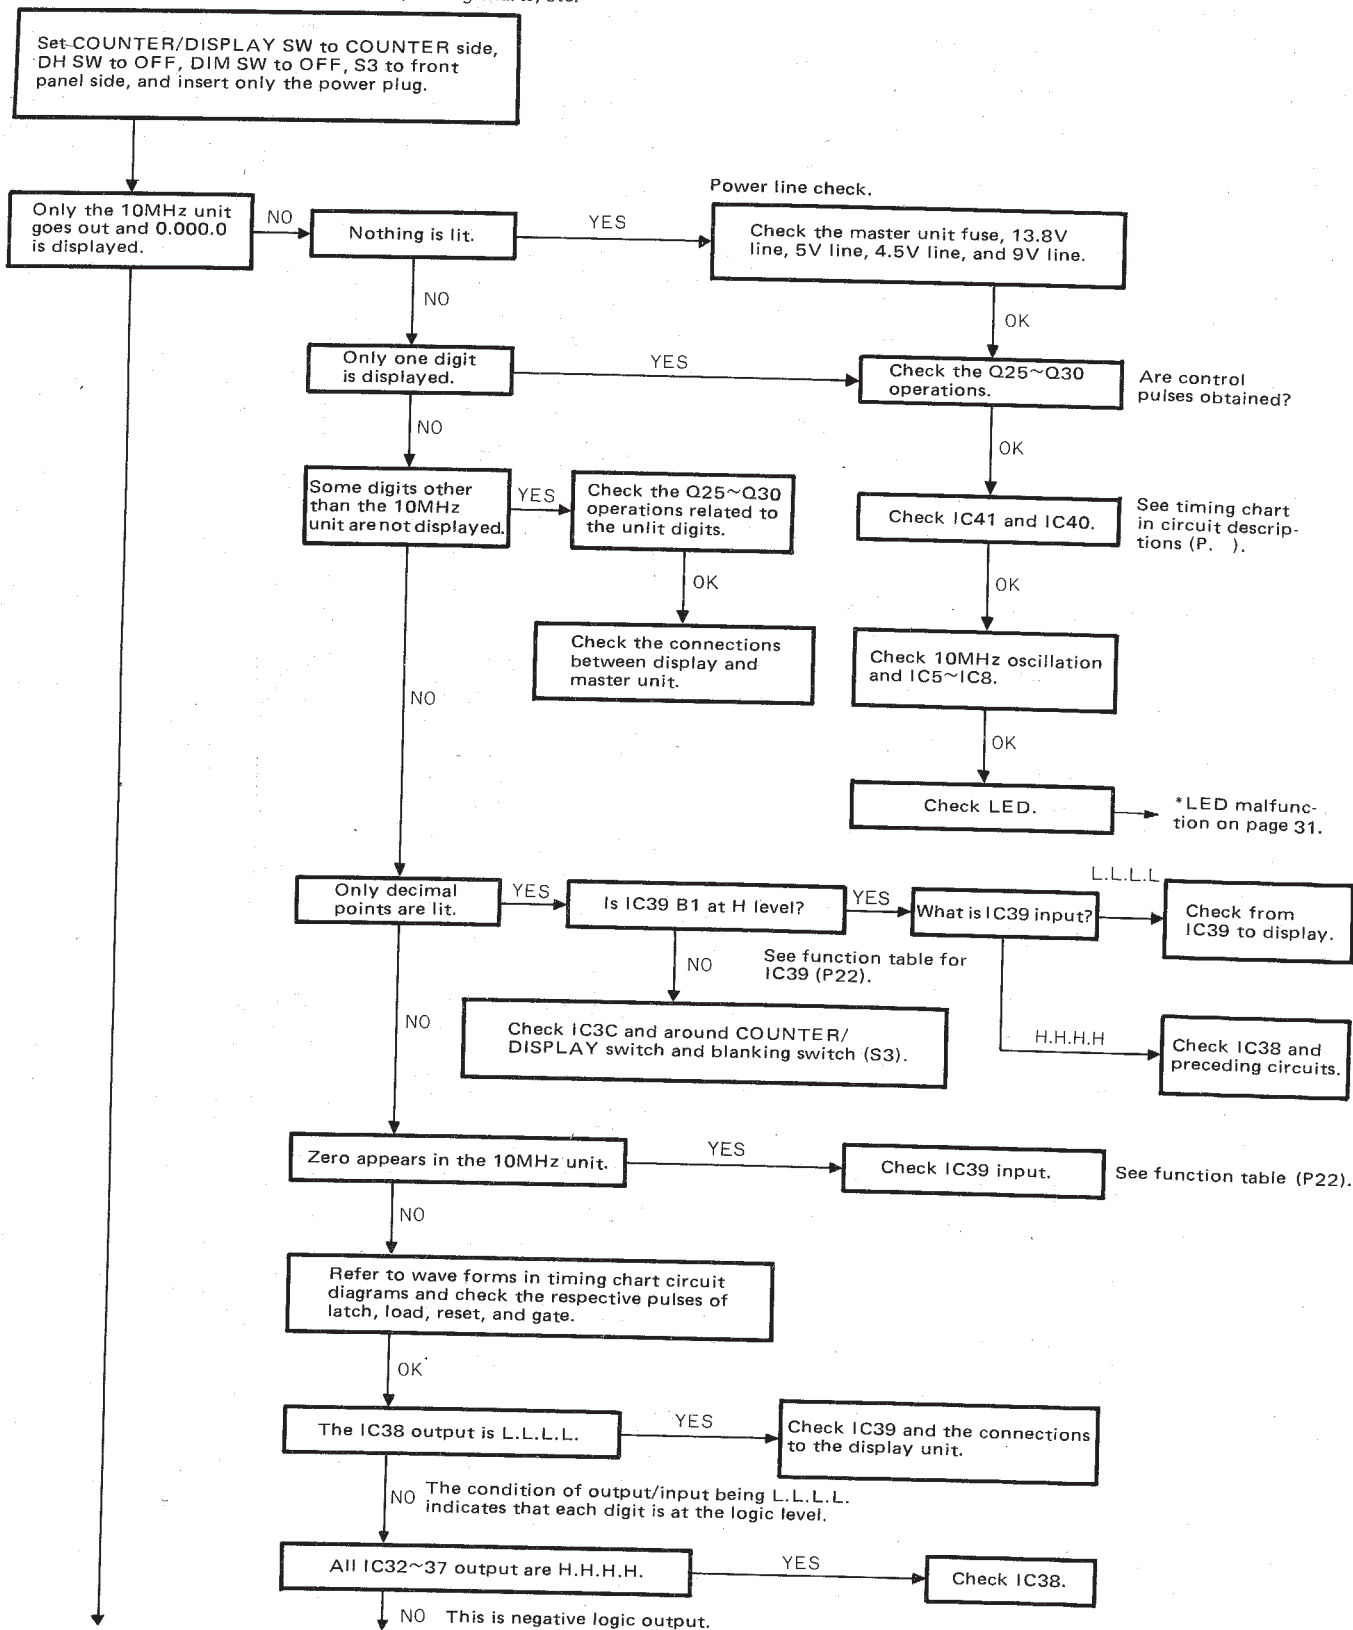 Set COUNTER/DISPLAY SW to COUNTER side,
DH SW to OFF, DIM SW to OFF, S3 to front
panel side, and insert only the power plug.
Only the 10MHz unit
goes out and 0.000.0
is displayed.
NO
Nothing is lit.
YES
Power line check.
Check the master unit fuse, 13.8V
line, 5V line, 4.5V line, and 9V line.
NO
OK
Only one digit
is displayed.
YES
Check the Q25~Q30
operations.
Are control
pulses obtained?
NO
OK
Some digits other
than the 10MHz
unit are not displayed.
YES
Check the Q25~Q30
operations related to
the unlit digits.
Check IC41 and IC40.
See timing chart
in circuit descrip-
tions (P. ).
OK
OK
Check the connections
between display and
master unit.
Check 10MHz oscillation
and IC5~IC8.
NO
OK
Check LED.
*LED malfunc-
tion on page 31.
Only decimal
points are lit.
YES
Is IC39 B1 at H level?
YES
What is IC39 input?
L.L.L.L
Check from
IC39 to display.
NO
See function table for
IC39 (P22).
NO
Check IC3C and around COUNTER/
DISPLAY switch and blanking switch (S3).
H.H.H.H
Check IC38 and
preceding circuits.
Zero appears in the 10MHz unit.
YES
Check IC39 input.
See function table (P22).
NO
Refer to wave forms in timing chart circuit
diagrams and check the respective pulses of
latch, load, reset, and gate.
OK
The IC38 output is L.L.L.L.
YES
Check IC39 and the connections
to the display unit.
NO
The condition of output/input being L.L.L.L.
indicates that each digit is at the logic level.
All IC32~37 output are H.H.H.H.
YES
Check IC38.
NO
This is negative logic output.